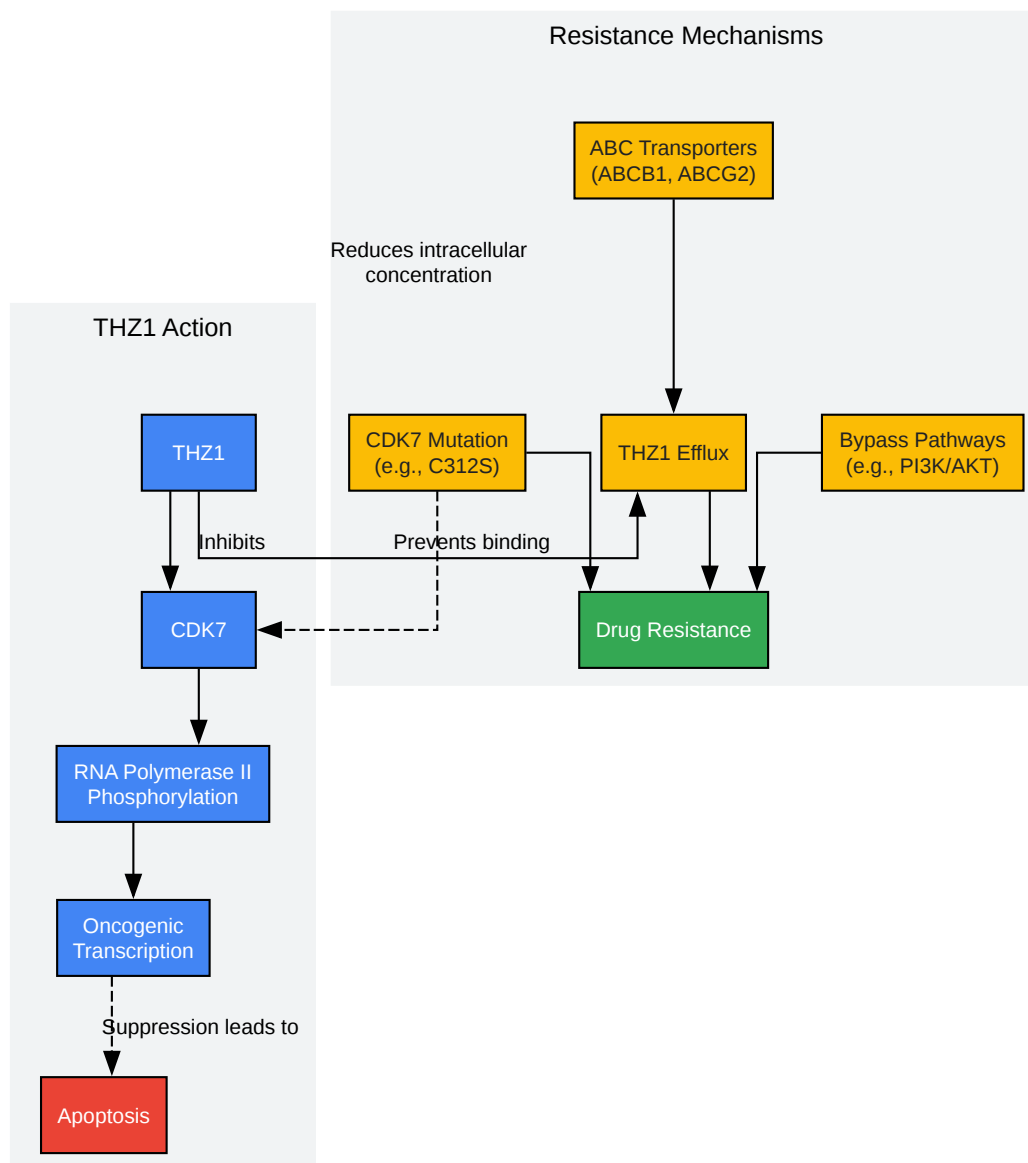 Resistance Mechanisms
ABC Transporters
(ABCB1, ABCG2)
Reduces intracellular
concentration
THZ1 Action
THZ1
CDK7 Mutation
(e.g., C312S)
THZ1 Efflux
Bypass Pathways
(e.g., PI3K/AKT)
Inhibits
Prevents binding
CDK7
Drug Resistance
RNA Polymerase II
Phosphorylation
Oncogenic
Transcription
Suppression leads to
Apoptosis